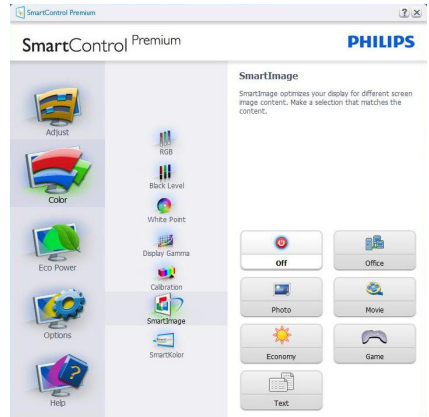 SmartControl Premium
SmartControl Premium
PHILIPS
Adjust
Color
Eco Power
Options
Help
RGB
Black Level
White Point
Display Gamma
Calibration
SmartImage
SmartKolor
SmartImage
SmartImage optimizes your display for different screen
image content. Make a selection that matches the
content.
Off
Office
Photo
Movie
Economy
Game
Text